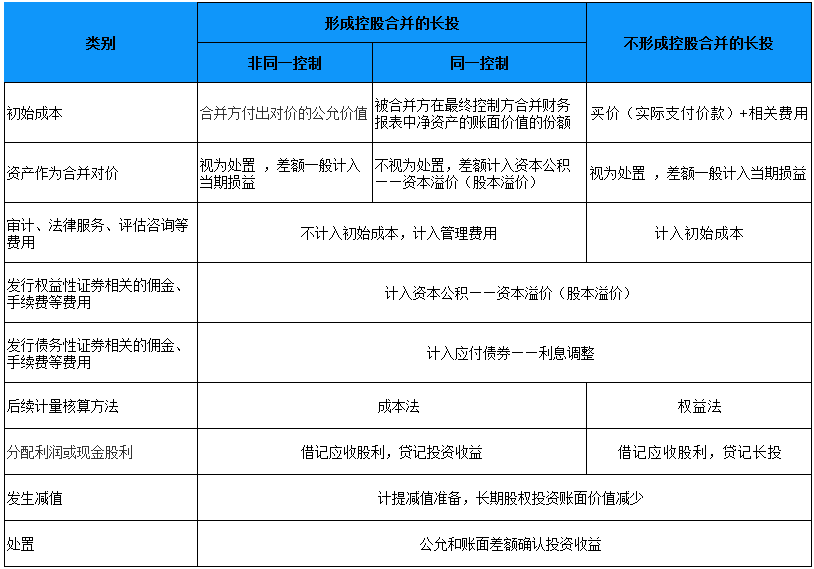 类别
形成控股合并的长投
不形成控股合并的长投
非同一控制
同一控制
初始成本
合并方付出对价的公允价值
被合并方在最终控制方合并财务
报表中净资产的账面价值的份额
买价（实际支付价款）+相关费用
资产作为合并对价
视为处置 ，差额一般计入
当期损益
不视为处置，差额计入资本公积
——资本溢价（股本溢价）
视为处置 ，差额一般计入当期损益
审计、法律服务、评估咨询等
费用
不计入初始成本，计入管理费用
计入初始成本
发行权益性证券相关的佣金、
手续费等费用
计入资本公积——资本溢价（股本溢价）
发行债务性证券相关的佣金、
手续费等费用
计入应付债券——利息调整
后续计量核算方法
成本法
权益法
分配利润或现金股利
借记应收股利，贷记投资收益
借记应收股利，贷记长投
发生减值
计提减值准备，长期股权投资账面价值减少
处置
公允和账面差额确认投资收益